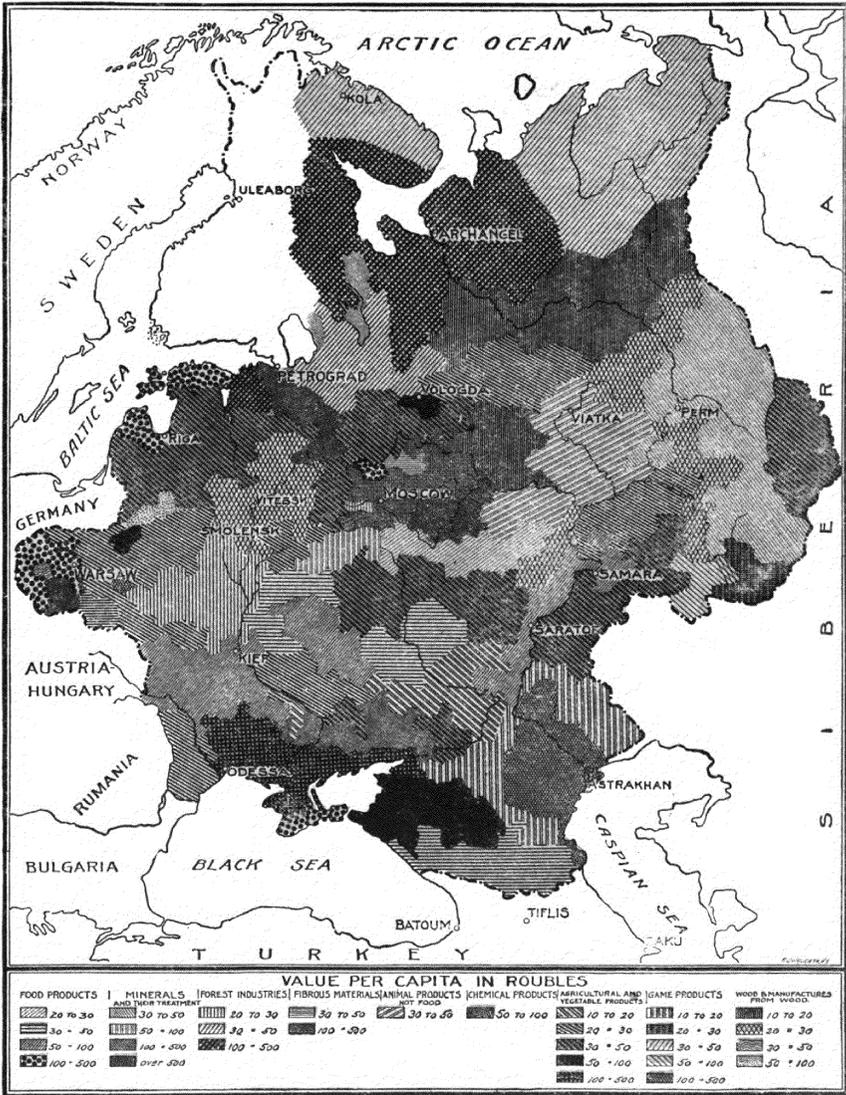 ARCTIC OCEAN
KOLA
NORWAY
ULEABORG
SWEDEN
ARCHANGEL
SIBERIA
BALTIC SEA
PETROGRAD
VOLOGDA
VIATKA
PERM
RIGA
MOSCOW
VITEBSK
GERMANY
SMOLENSK
WARSAW
SAMARA
SARATOF
KIEF
AUSTRIA-
HUNGARY
RUMANIA
ODESSA
ASTRAKHAN
CASPIAN SEA
BULGARIA
BLACK SEA
TIFLIS
BATOUM
BAKU
TURKEY
VALUE PER CAPITA IN ROUBLES
FOOD PRODUCTS
20 TO 30
30 - 50
50 - 100
100 - 500
MINERALS
AND THEIR TREATMENT
30 TO 50
50 - 100
100 - 500
OVER 500
FOREST INDUSTRIES
20 TO 30
30 - 50
100 - 500
FIBROUS MATERIALS
30 TO 50
100 - 500
ANIMAL PRODUCTS
NOT FOOD
30 TO 50
CHEMICAL PRODUCTS
50 TO 100
AGRICULTURAL AND
VEGETABLE PRODUCTS
10 TO 20
20 - 30
30 - 50
50 - 100
100 - 500
GAME PRODUCTS
10 TO 20
20 - 30
30 - 50
50 - 100
100 - 500
WOOD & MANUFACTURES
FROM WOOD
10 TO 20
20 - 30
30 - 50
50 - 100